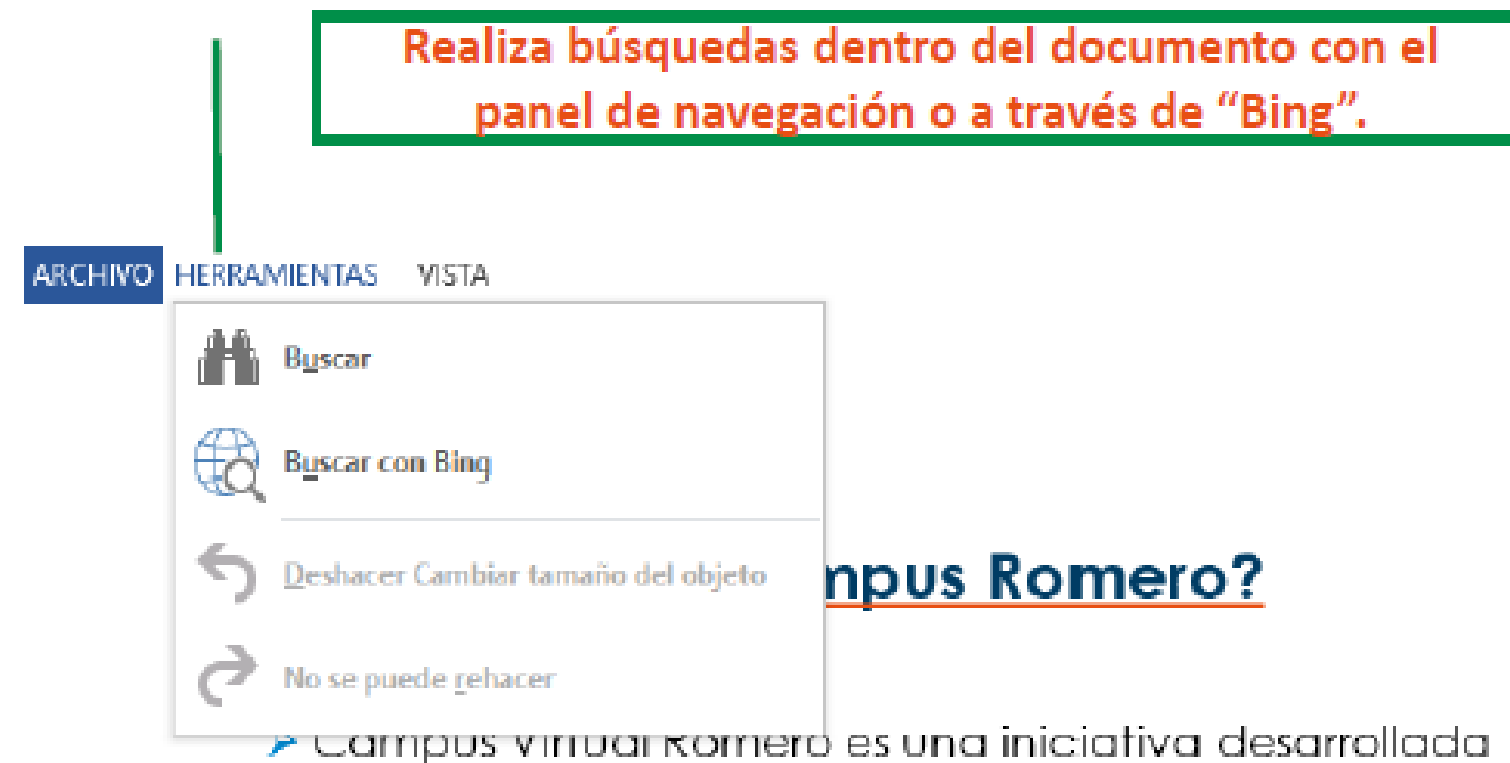 Realiza búsquedas dentro del documento con el
panel de navegación o a través de “Bing”.
ARCHIVO HERRAMIENTAS VISTA
Buscar
Buscar con Bing
Deshacer Cambiar tamaño del objeto
mpus Romero?
No se puede rehacer
Campus Virtual Romero es una iniciativa desarrollada